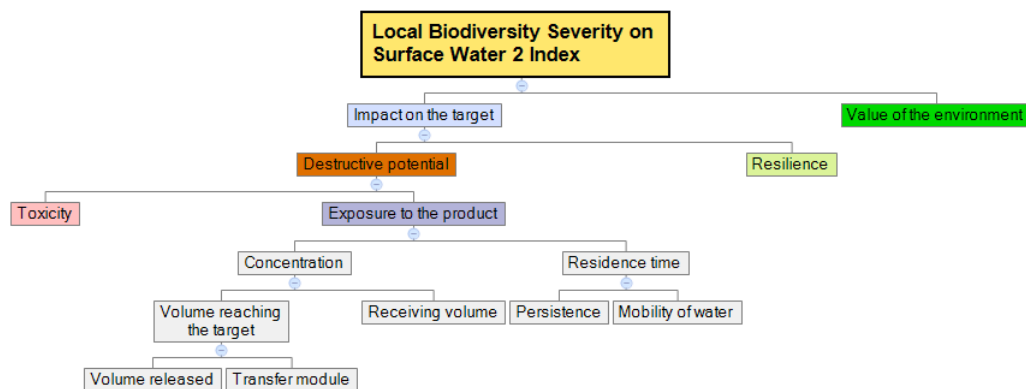 Local Biodiversity Severity on
Surface Water 2 Index
Impact on the target
Value of the environment
Destructive potential
Resilience
Toxicity
Exposure to the product
Concentration
Residence time
Volume reaching
the target
Receiving volume
Persistence
Mobility of water
Volume released
Transfer module